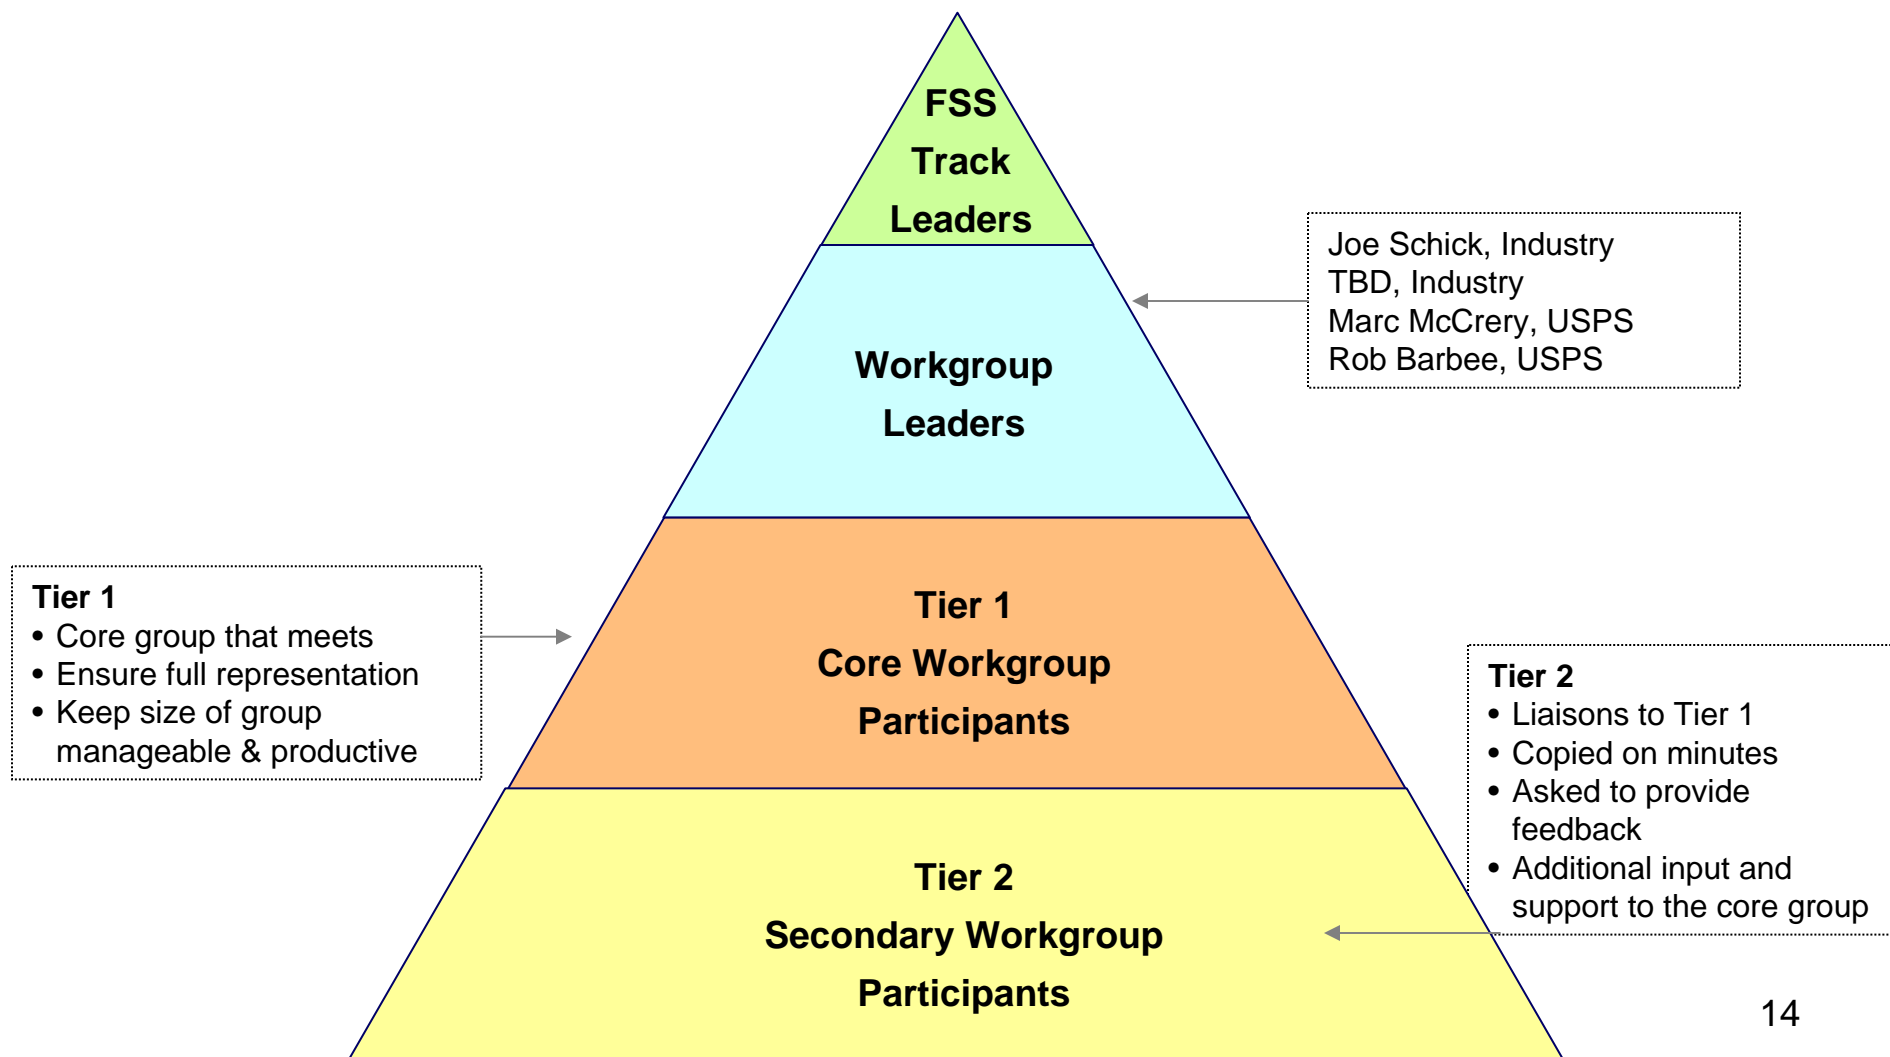 FSS
Track
Leaders
Joe Schick, Industry
TBD, Industry
Marc McCrery, USPS
Rob Barbee, USPS
Workgroup
Leaders
Tier 1
• Core group that meets
• Ensure full representation
• Keep size of group
manageable & productive
Tier 1
Core Workgroup
Participants
Tier 2
• Liaisons to Tier 1
• Copied on minutes
• Asked to provide
feedback
• Additional input and
support to the core group
Tier 2
Secondary Workgroup
Participants
14